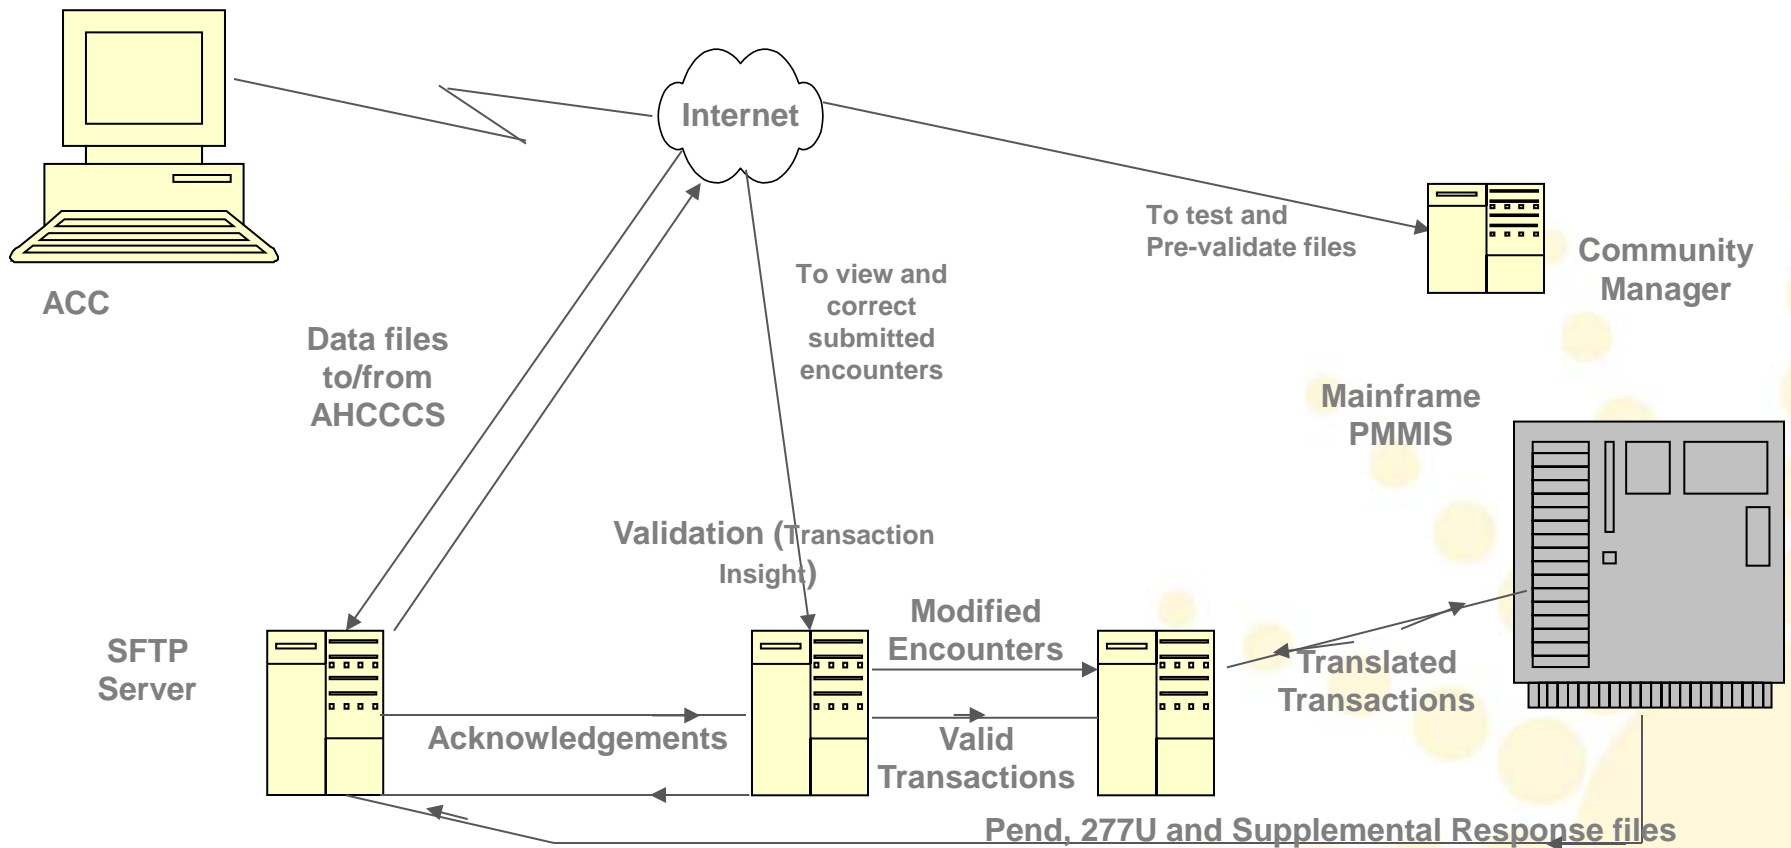 Internet
To test and
Pre-validate files
Community
Manager
ACC
To view and
correct
submitted
encounters
Data files
to/from
AHCCCS
Mainframe
PMMIS
Validation (Transaction
Insight)
Modified
Encounters
SFTP
Server
Translated
Transactions
Acknowledgements
Valid
Transactions
Pend, 277U and Supplemental Response files